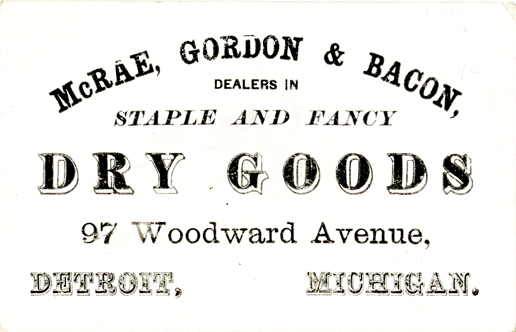 McRAE, GORDON & BACON,
DEALERS IN
STAPLE AND FANCY
DRY GOODS
97 Woodward Avenue,
DETROIT, MICHIGAN.